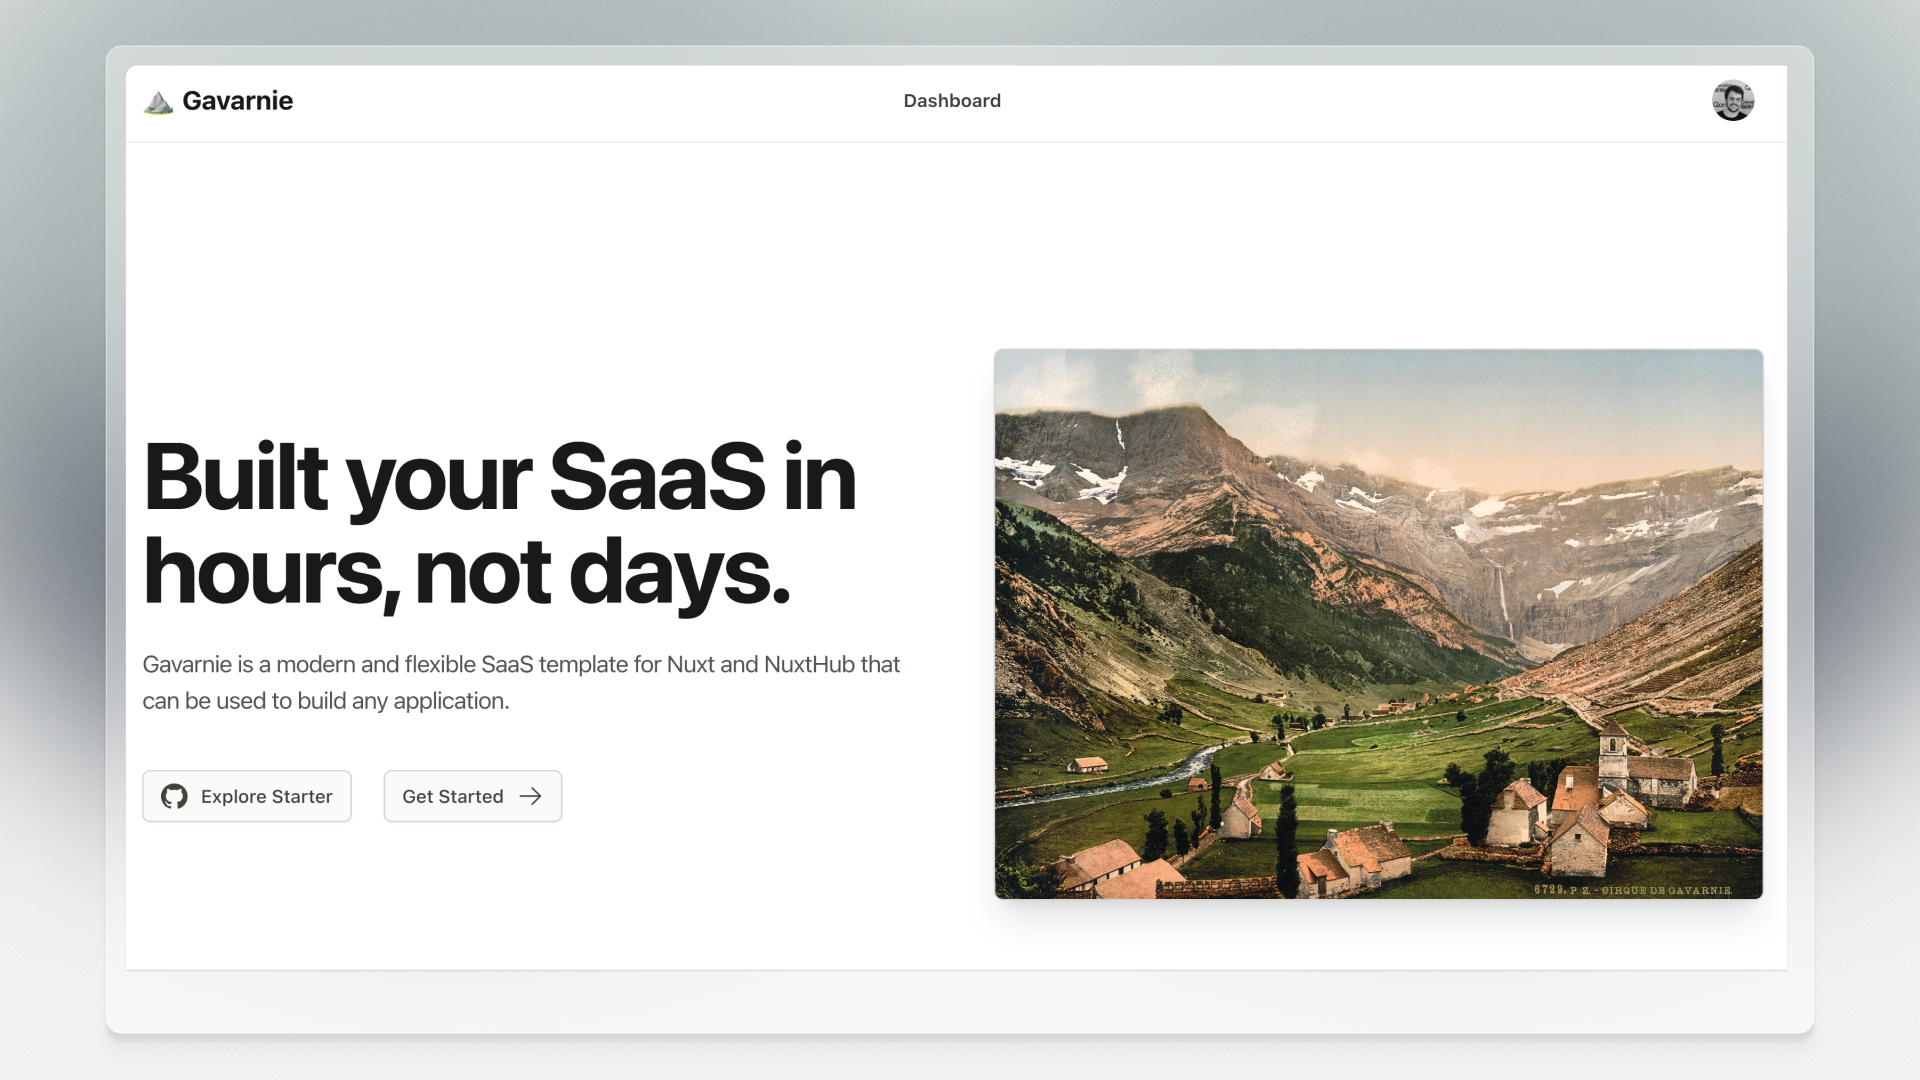 Gavarnie
Dashboard
Built your SaaS in
hours, not days.
Gavarnie is a modern and flexible SaaS template for Nuxt and NuxtHub that
can be used to build any application.
Explore Starter
Get Started
6729. P. Z. - CIRQUE DE GAVARNIE.